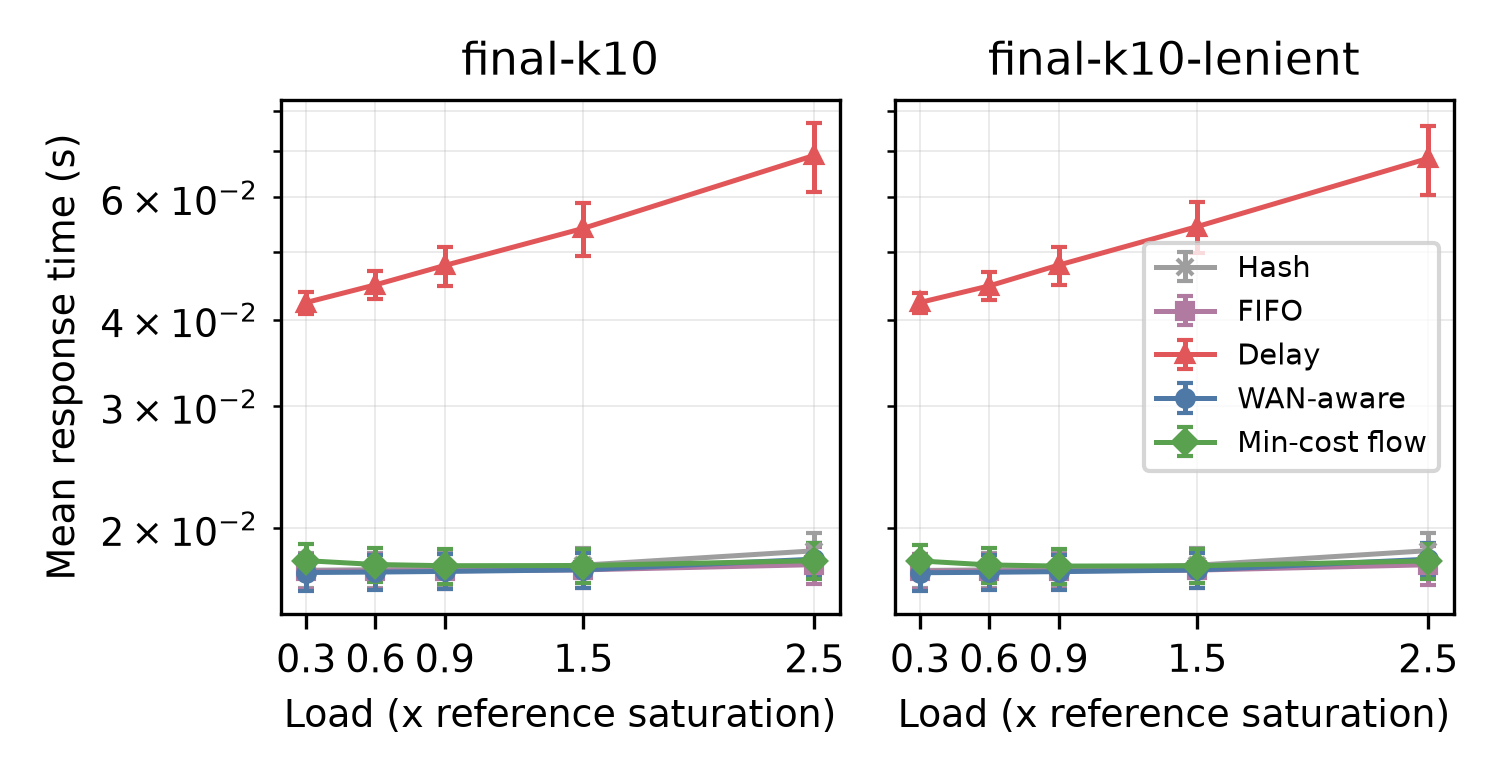 final-k10
final-k10-lenient
Mean response time (s)
6 × 10⁻²
4 × 10⁻²
3 × 10⁻²
2 × 10⁻²
0.3 0.6 0.9 1.5 2.5
Load (x reference saturation)
Hash
FIFO
Delay
WAN-aware
Min-cost flow
0.3 0.6 0.9 1.5 2.5
Load (x reference saturation)